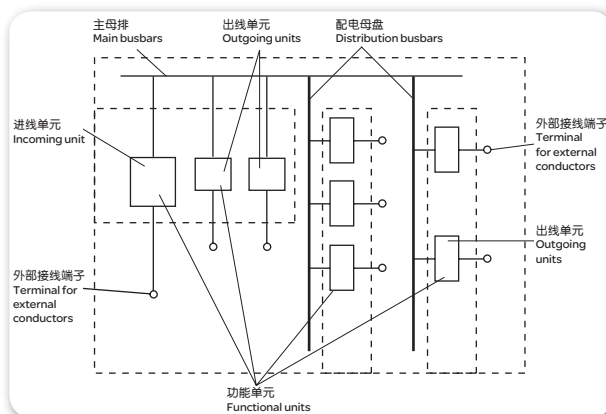 主母排
Main busbars
出线单元
Outgoing units
配电母盘
Distribution busbars
进线单元
Incoming unit
外部接线端子
Terminal
for external
conductors
出线单元
Outgoing
units
外部接线端子
Terminal for
external
conductors
功能单元
Functional units